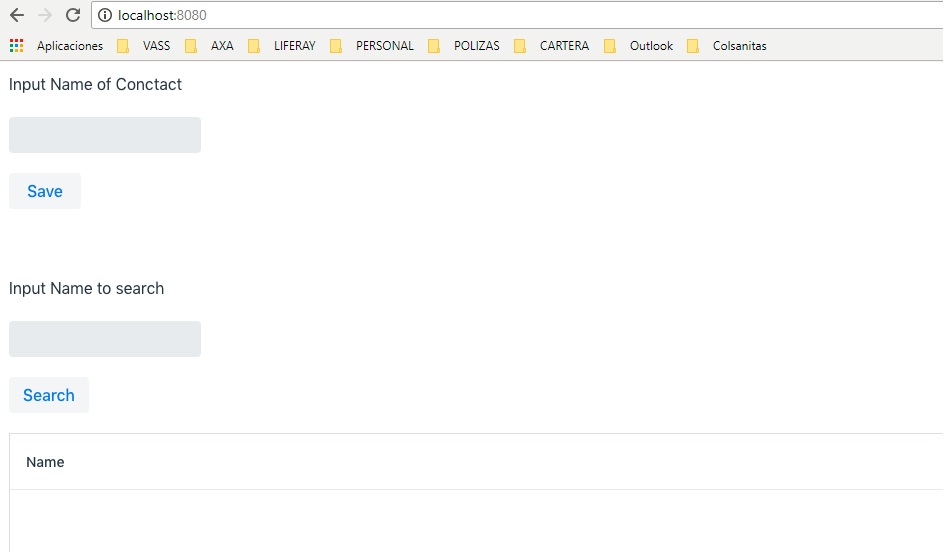 localhost:8080
Aplicaciones VASS AXA LIFERAY PERSONAL POLIZAS CARTERA Outlook Colsanitas
Input Name of Conctact
Save
Input Name to search
Search
Name